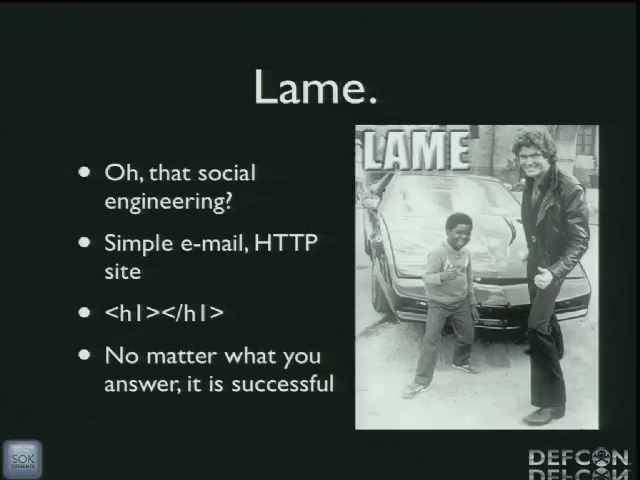 Lame.
LAME
Oh, that social
engineering?
Simple e-mail, HTTP
site
<h1></h1>
No matter what you
answer, it is successful
SOK
DEFCON